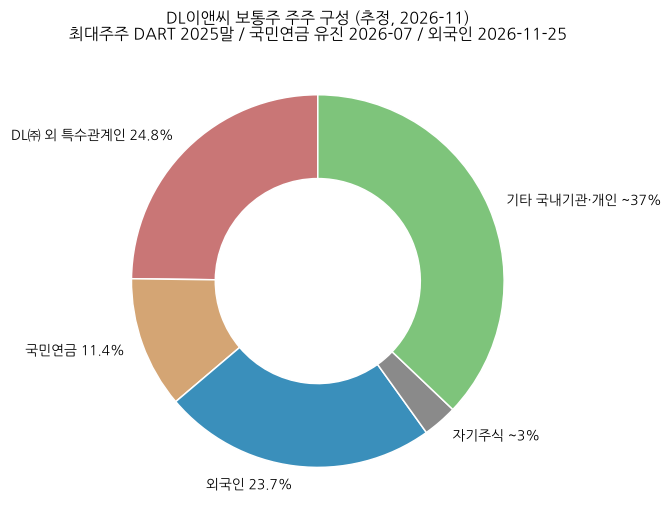 DL이앤씨 보통주 주주 구성 (추정, 2026-11)
최대주주 DART 2025말 / 국민연금 유진 2026-07 / 외국인 2026-11-25
DL㈜ 외 특수관계인 24.8%
기타 국내기관·개인 ~37%
국민연금 11.4%
자기주식 ~3%
외국인 23.7%